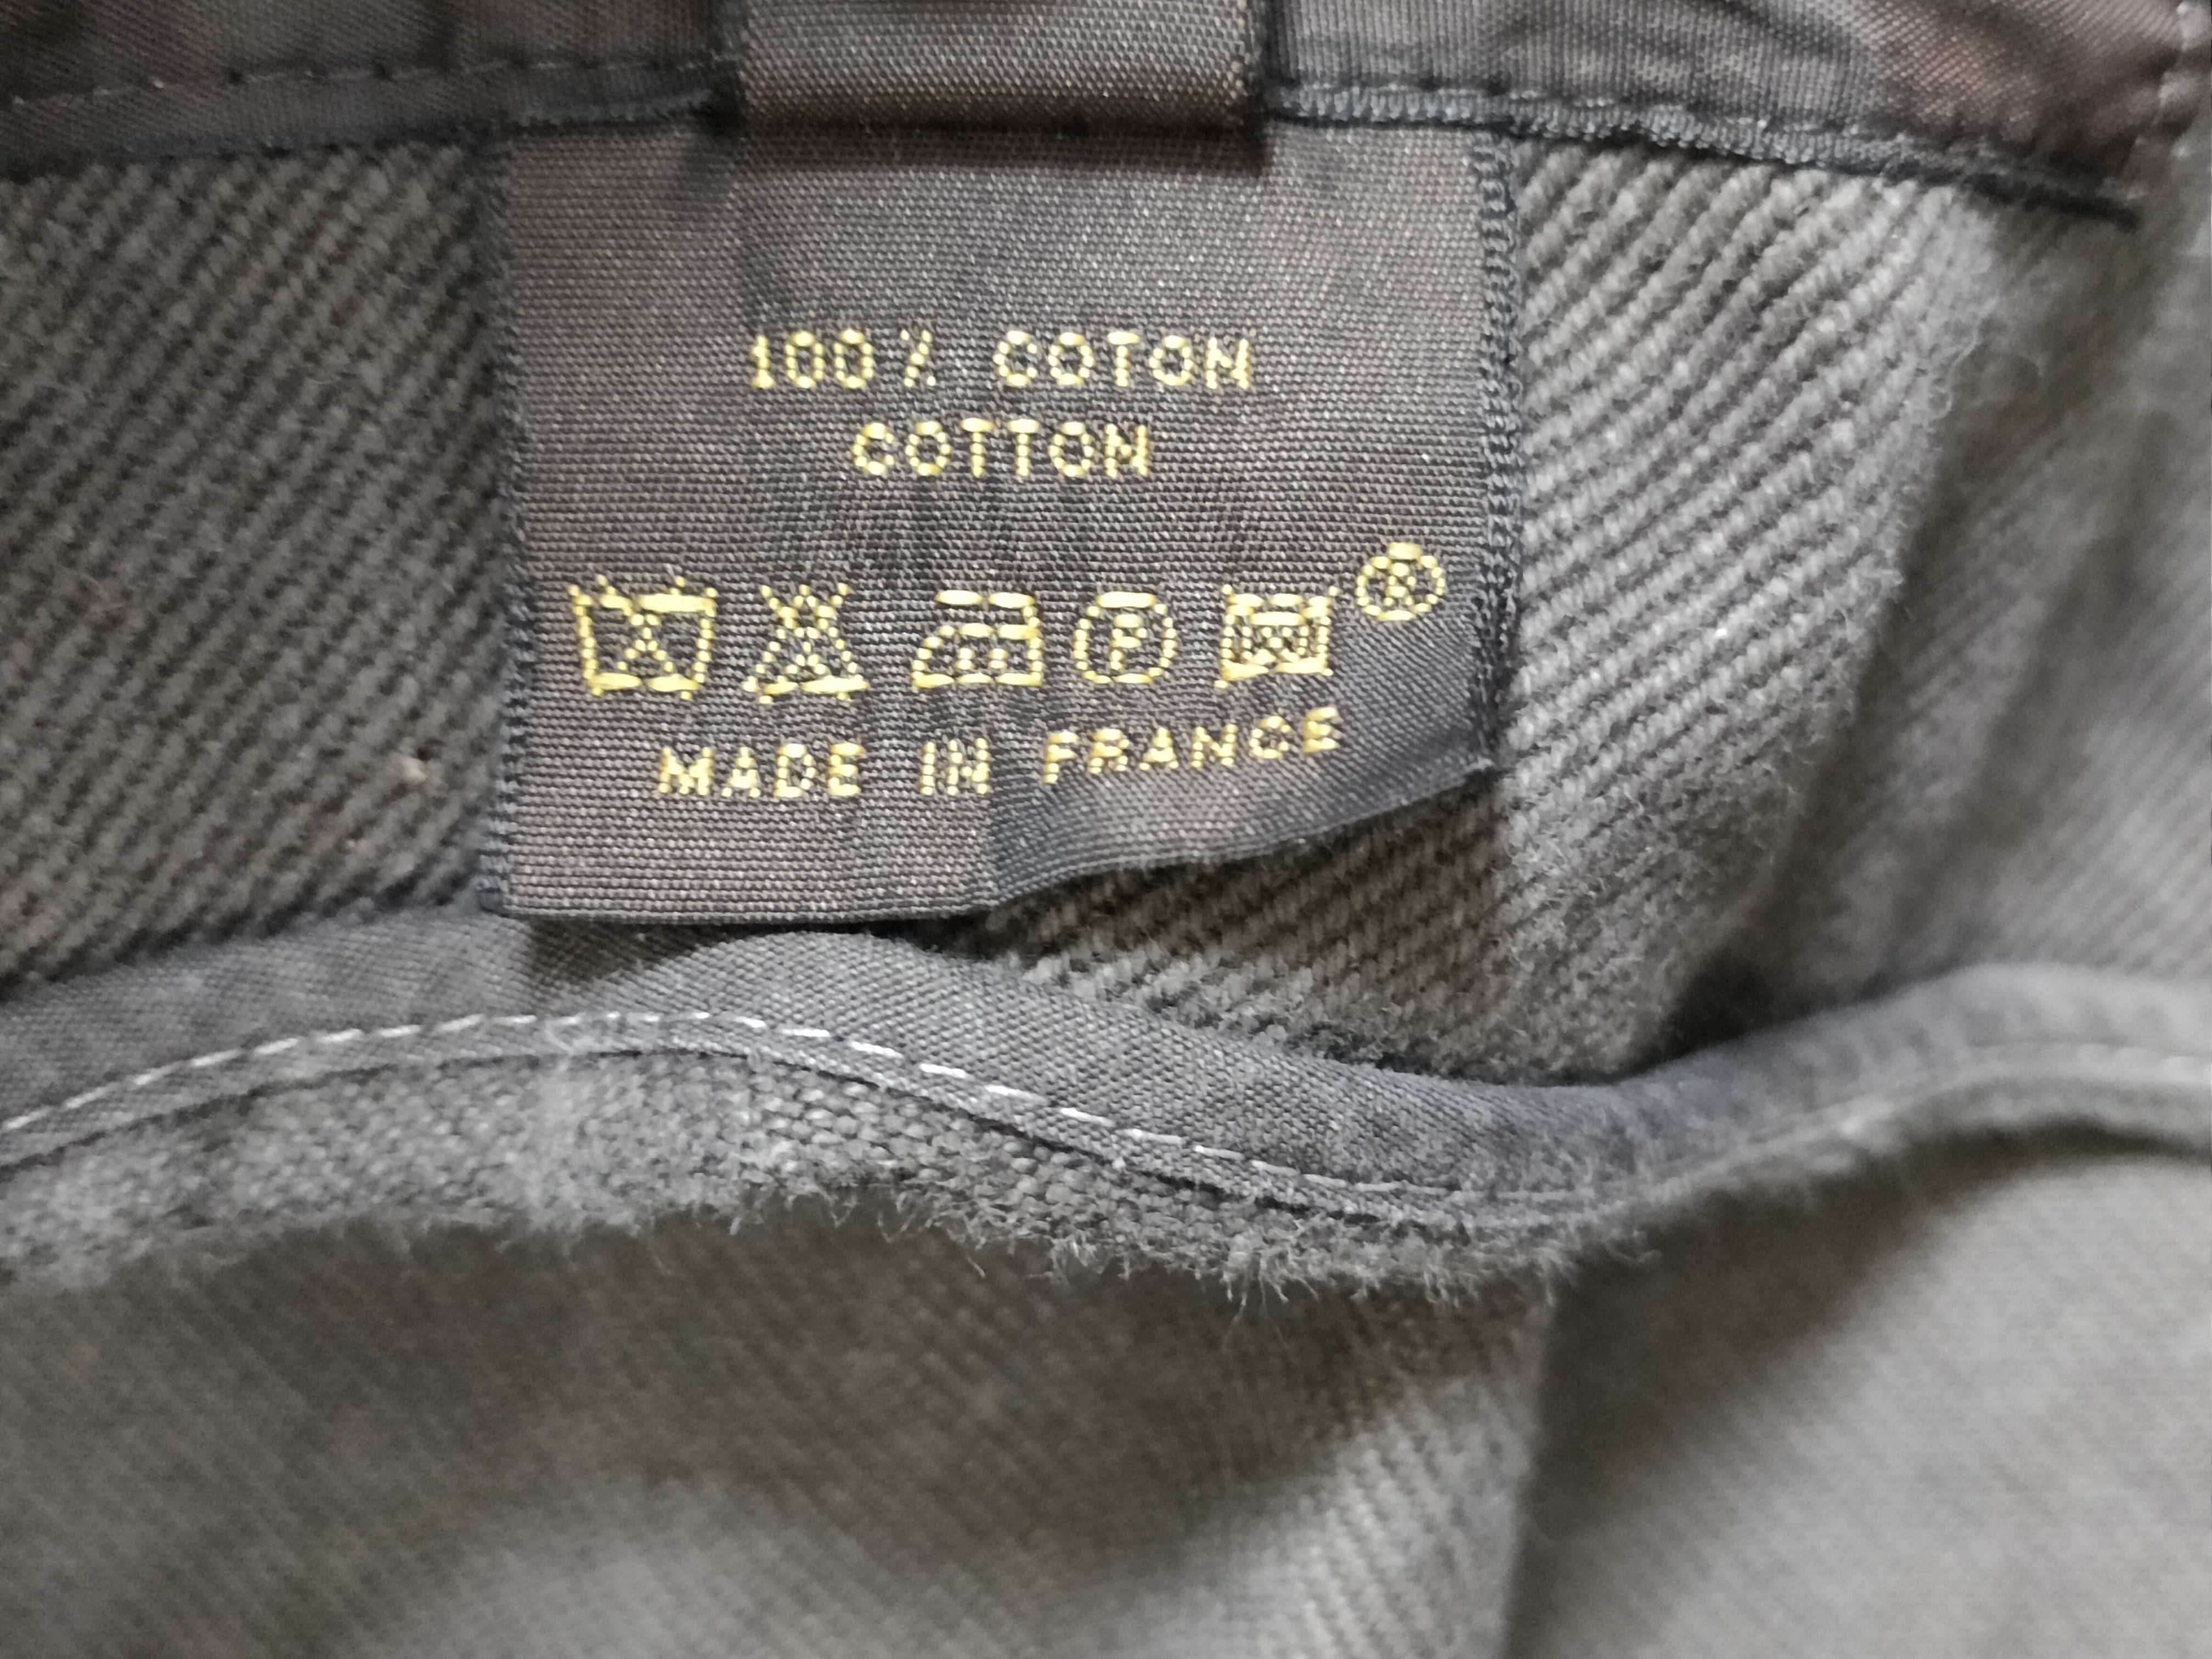 100% COTON
COTTON
P ®
MADE IN FRANCE